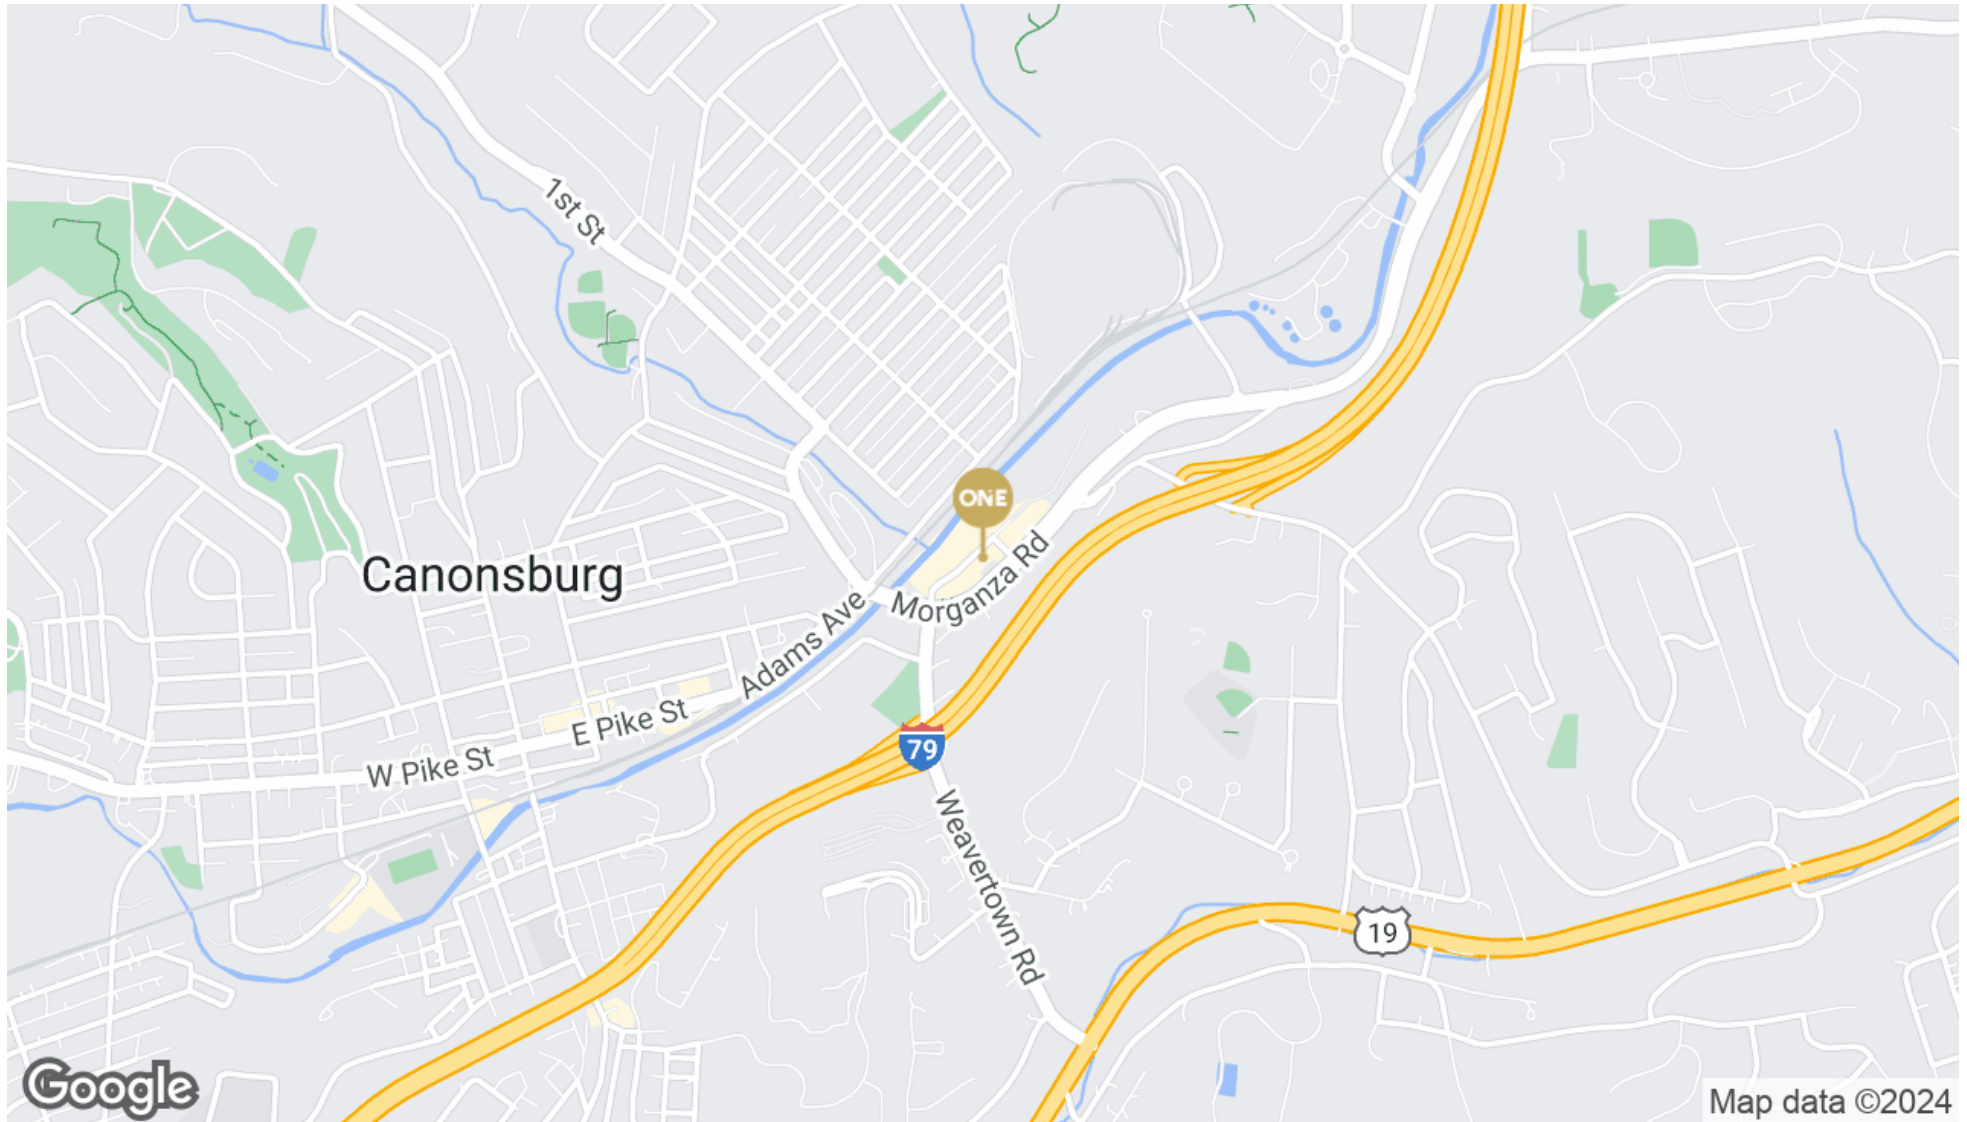 1st St
ONE
Canonsburg
Morganza Rd
Adams Ave
E Pike St
W Pike St
79
Weavertown Rd
19
Google
Map data ©2024